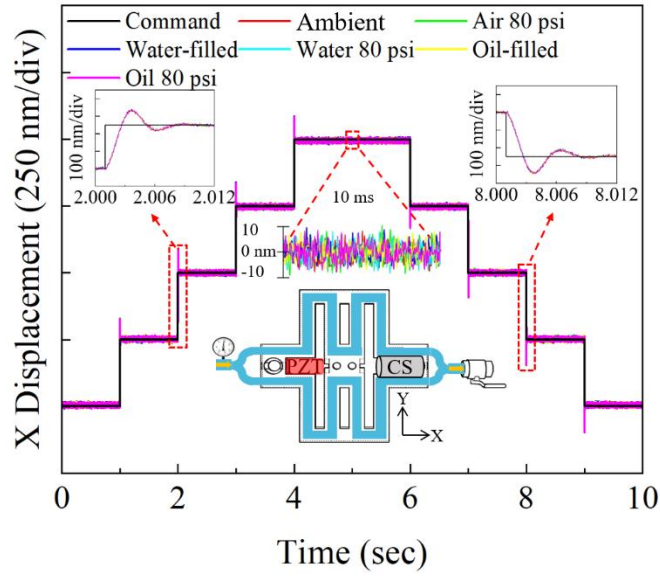 Command Ambient Air 80 psi
Water-filled Water 80 psi Oil-filled
Oil 80 psi
X Displacement (250 nm/div)
100 nm/div
2.000 2.006 2.012
100 nm/div
8.000 8.006 8.012
10 ms
10
0 nm
-10
PZT
CS
Y
X
0 2 4 6 8 10
Time (sec)